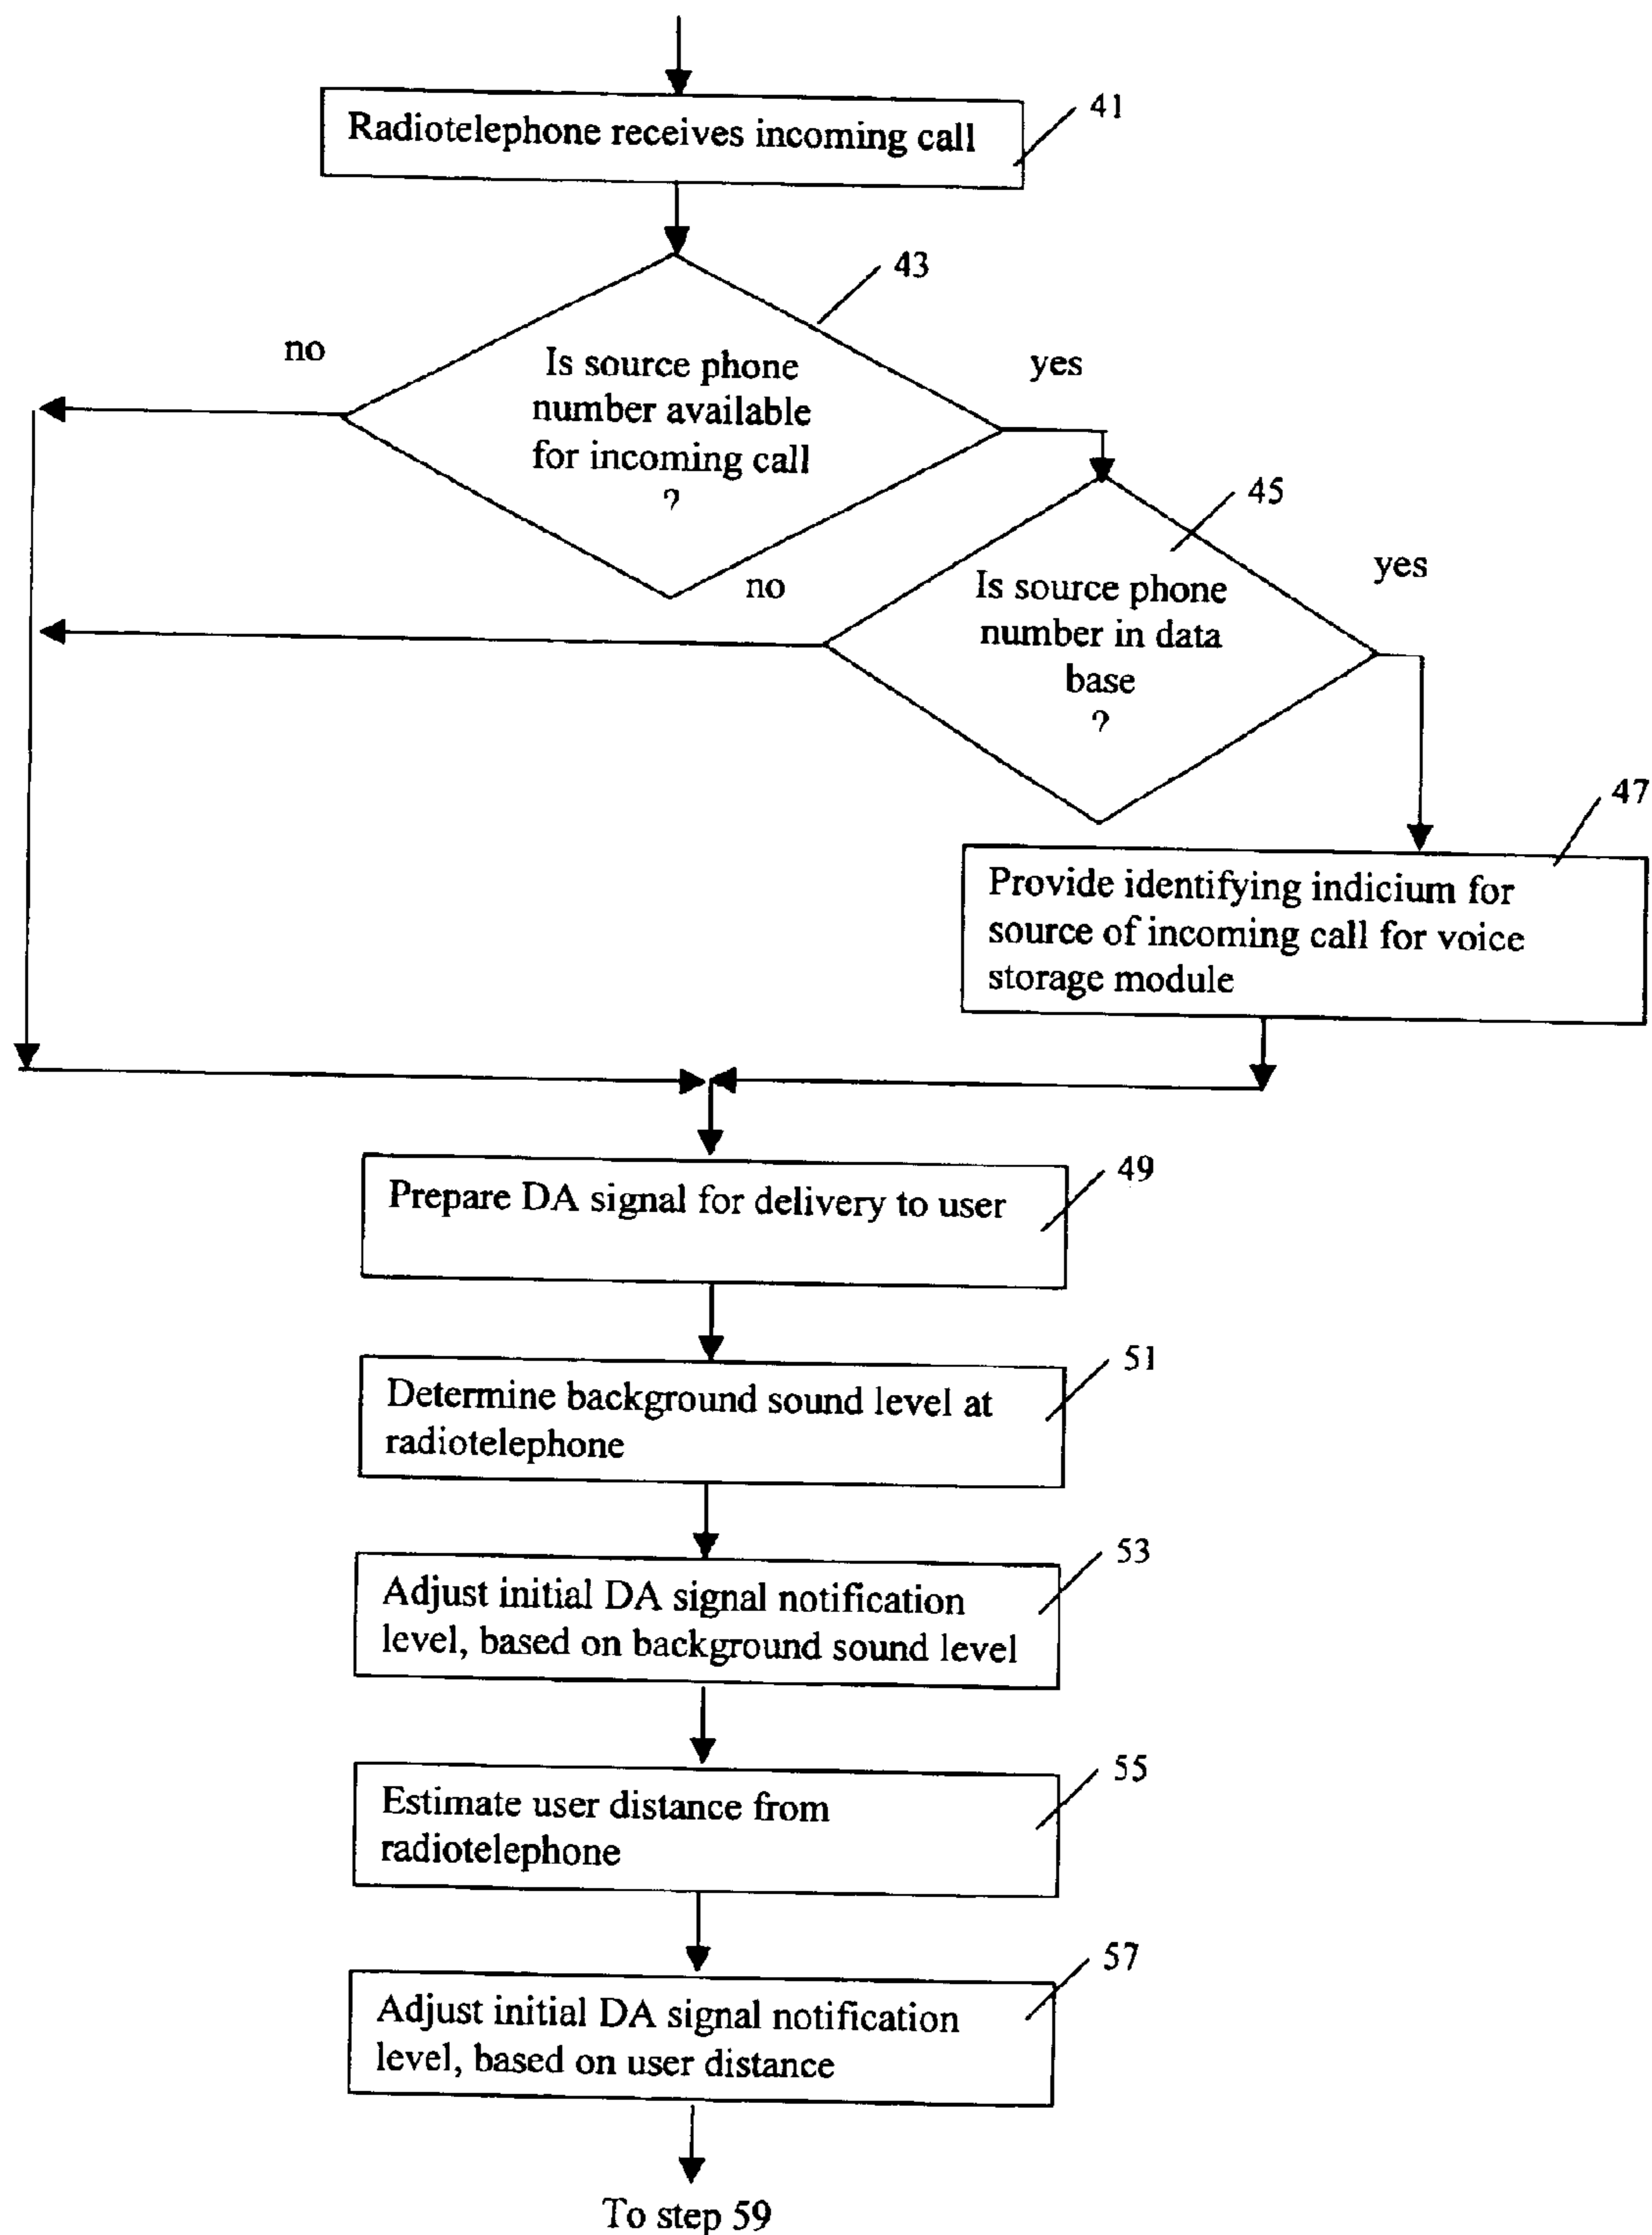 Radiotelephone receives incoming call
41
43
no
yes
Is source phone
number available
for incoming call
?
45
no
yes
Is source phone
number in data
base
?
47
Provide identifying indicium for
source of incoming call for voice
storage module
49
Prepare DA signal for delivery to user
51
Determine background sound level at
radiotelephone
53
Adjust initial DA signal notification
level, based on background sound level
55
Estimate user distance from
radiotelephone
57
Adjust initial DA signal notification
level, based on user distance
To step 59